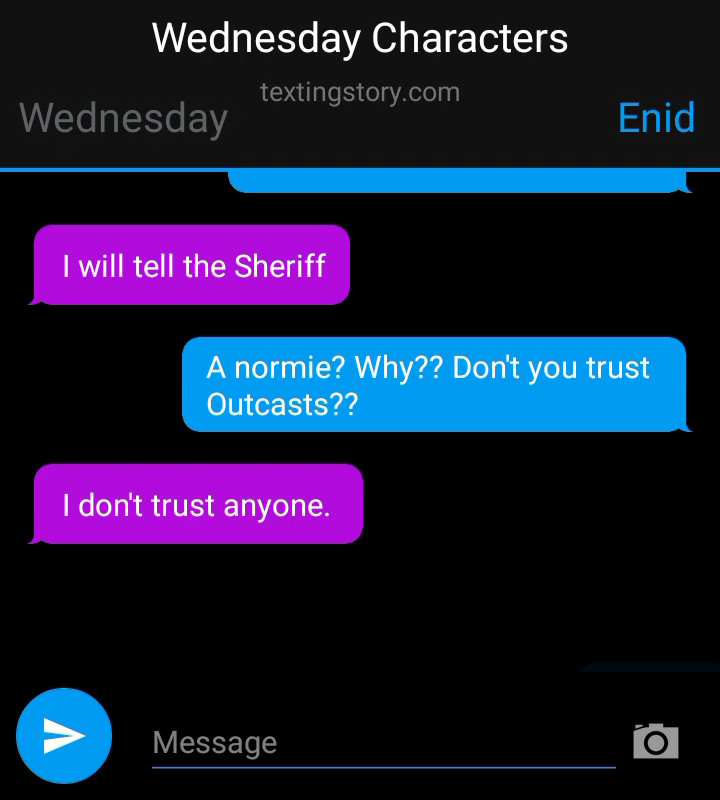 Wednesday Characters
textingstory.com
Wednesday
Enid
I will tell the Sheriff
A normie? Why?? Don't you trust
Outcasts??
I don't trust anyone.
Message